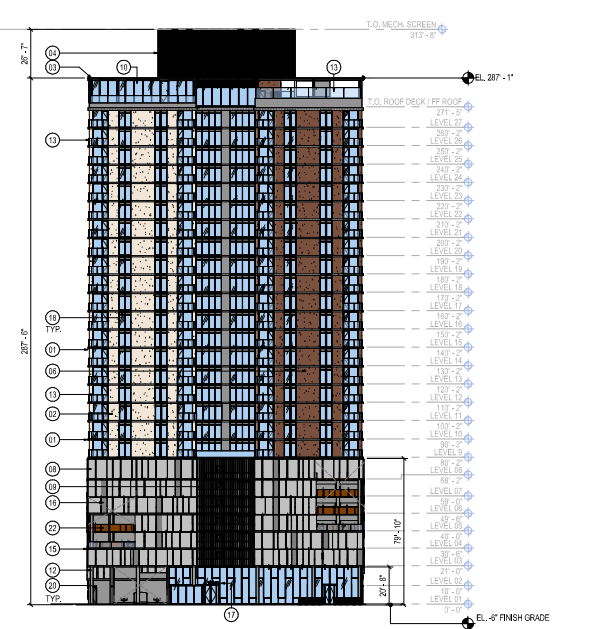 T.O. MECH. SCREEN
313' - 8"
26' - 7"
04
03
10
13
EL. 287' - 1"
T.O. ROOF DECK / FF ROOF
271' - 5"
LEVEL 27
260' - 2"
LEVEL 26
250' - 2"
LEVEL 25
240' - 2"
LEVEL 24
230' - 2"
LEVEL 23
220' - 2"
LEVEL 22
210' - 2"
LEVEL 21
200' - 2"
LEVEL 20
190' - 2"
LEVEL 19
180' - 2"
LEVEL 18
170' - 2"
LEVEL 17
160' - 2"
LEVEL 16
150' - 2"
LEVEL 15
140' - 2"
LEVEL 14
130' - 2"
LEVEL 13
120' - 2"
LEVEL 12
110' - 2"
LEVEL 11
100' - 2"
LEVEL 10
90' - 2"
LEVEL 9
80' - 2"
LEVEL 08
68' - 2"
LEVEL 07
59' - 0"
LEVEL 06
49' - 6"
LEVEL 05
40' - 0"
LEVEL 04
30' - 6"
LEVEL 03
21' - 0"
LEVEL 02
10' - 0"
LEVEL 01
0' - 0"
13
287' - 6"
18
TYP.
01
06
13
02
01
08
09
16
22
15
12
20
TYP.
17
79' - 10"
20' - 8"
EL. -6" FINISH GRADE